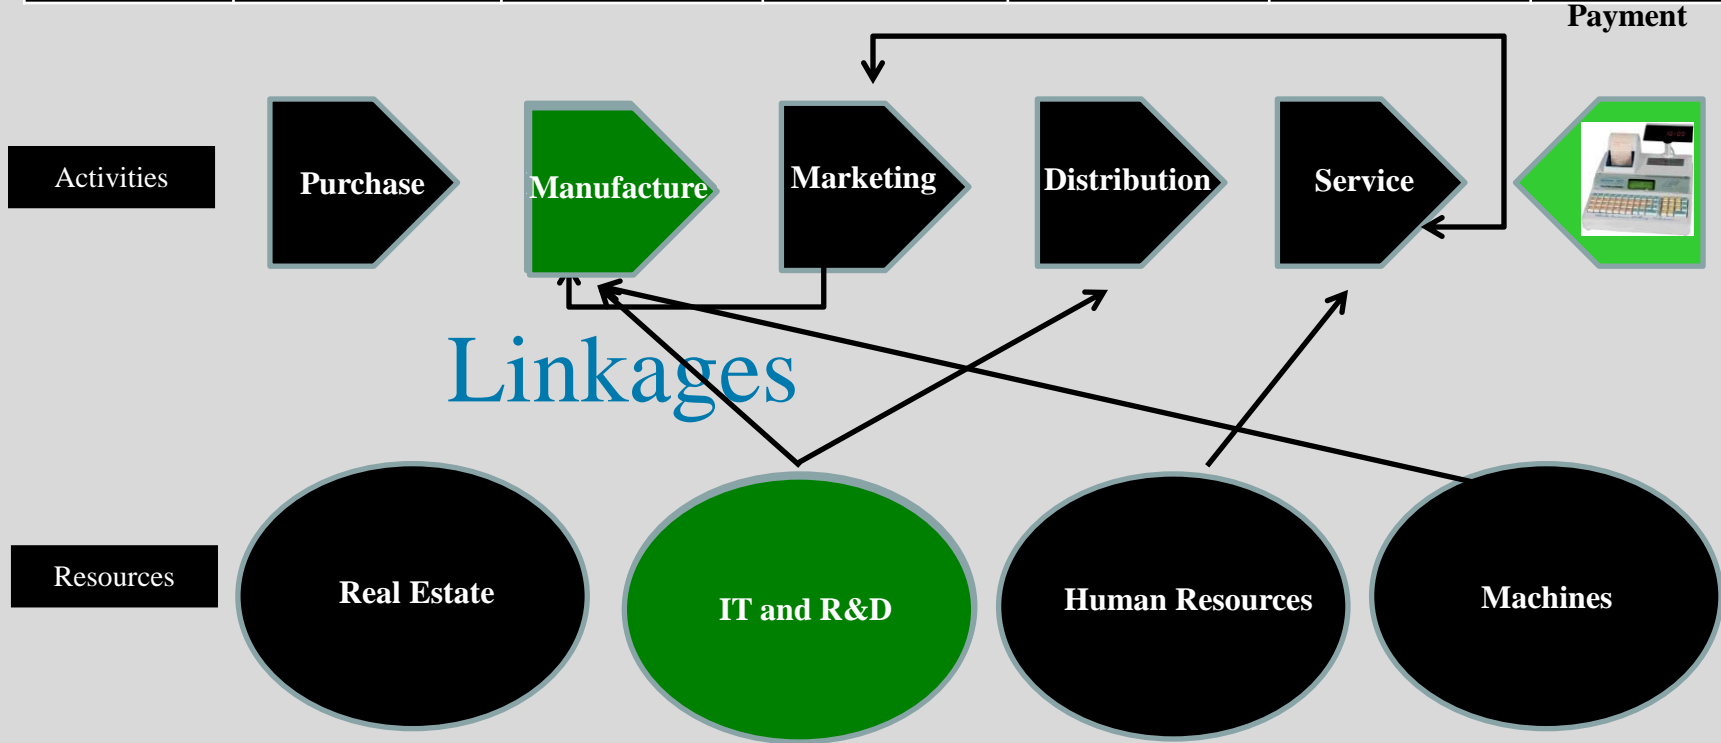 Payment
Activities
Purchase
Manufacture
Marketing
Distribution
Service
Linkages
Resources
Real Estate
IT and R&D
Human Resources
Machines